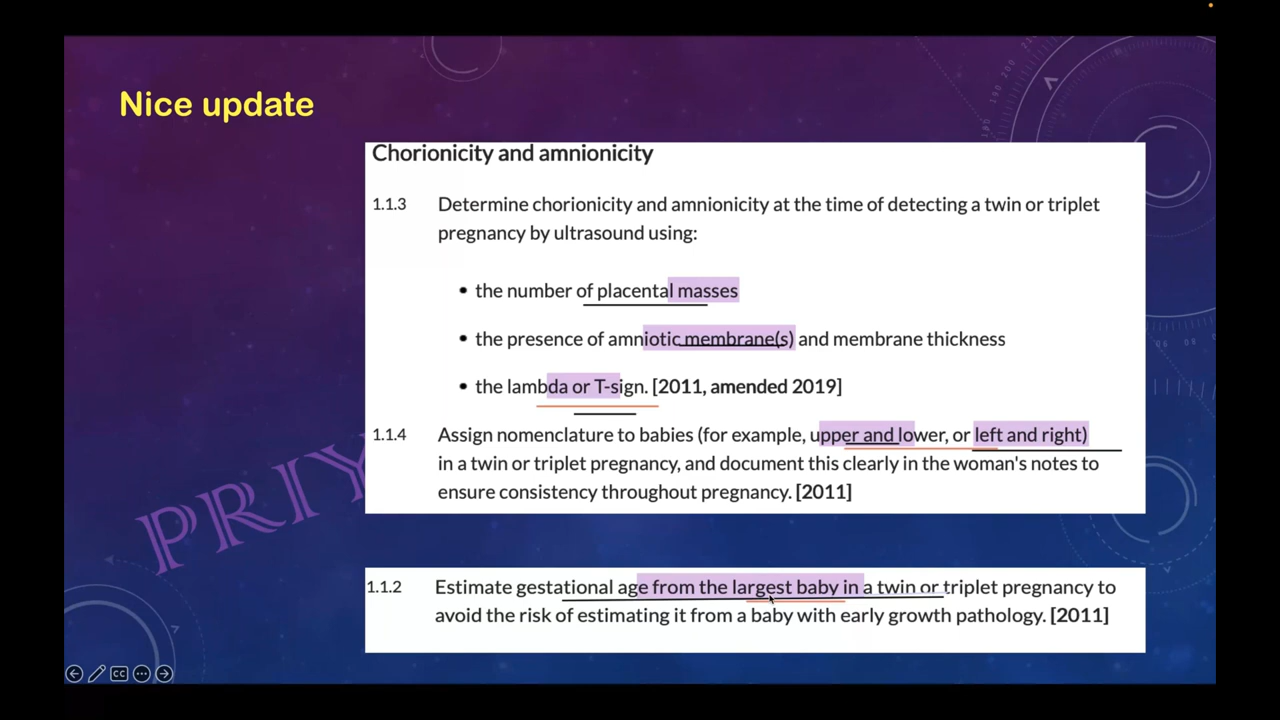 Nice update
Chorionicity and amnionicity
1.1.3 Determine chorionicity and amnionicity at the time of detecting a twin or triplet
pregnancy by ultrasound using:
• the number of placental masses
• the presence of amniotic membrane(s) and membrane thickness
• the lambda or T-sign. [2011, amended 2019]
1.1.4 Assign nomenclature to babies (for example, upper and lower, or left and right)
in a twin or triplet pregnancy, and document this clearly in the woman's notes to
ensure consistency throughout pregnancy. [2011]
PRIY
1.1.2 Estimate gestational age from the largest baby in a twin or triplet pregnancy to
avoid the risk of estimating it from a baby with early growth pathology. [2011]
CC